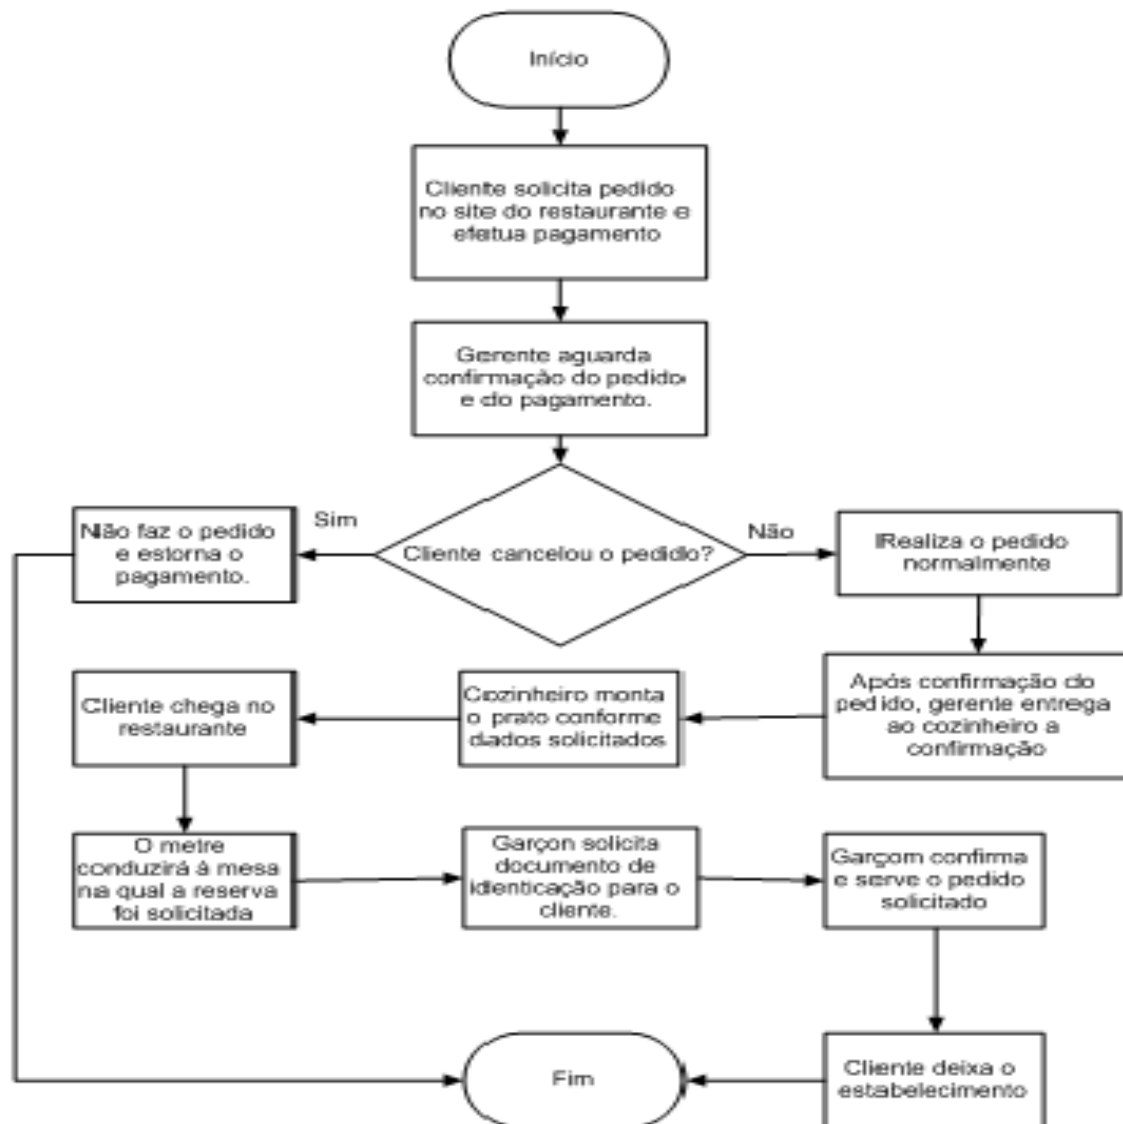 Início
Cliente solicita pedido
no site do restaurante e
efetua pagamento
Gerente aguarda
confirmação do pedido
e do pagamento.
Cliente cancelou o pedido?
Sim
Não
Não faz o pedido
e estorna o
pagamento.
Realiza o pedido
normalmente
Após confirmação do
pedido, gerente entrega
ao cozinheiro a
confirmação
Cozinheiro monta
o prato conforme
dados solicitados
Cliente chega no
restaurante
O metre
conduzirá à mesa
na qual a reserva
foi solicitada
Garçon solicita
documento de
identicação para o
cliente.
Garçom confirma
e serve o pedido
solicitado
Cliente deixa o
estabelecimento
Fim